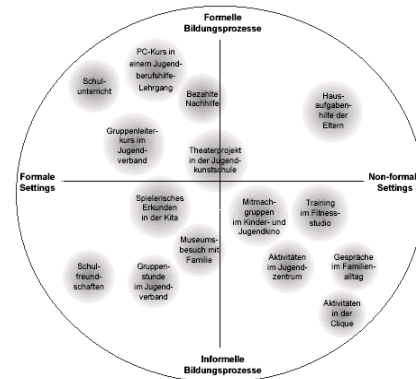 Formelle
Bildungsprozesse
PC-Kurs in
einem Jugend-
berufshilfe-
Lehrgang
Schul-
unterricht
Bezahlte
Nachhilfe
Haus-
aufgaben-
hilfe der
Eltern
Gruppenleiter-
kurs im
Jugend-
verband
Theaterprojekt
in der Jugend-
kunstschule
Formale
Settings
Non-formale
Settings
Spielerisches
Erkunden
in der Kita
Mitmach-
gruppen
im Kinder- und
Jugendkino
Training
im Fitness-
studio
Museums-
besuch mit
Familie
Schul-
freund-
schaften
Gruppen-
stunde
im Jugend-
verband
Aktivitäten
im Jugend-
zentrum
Gespräche
im Familien-
alltag
Aktivitäten
in der
Clique
Informelle
Bildungsprozesse